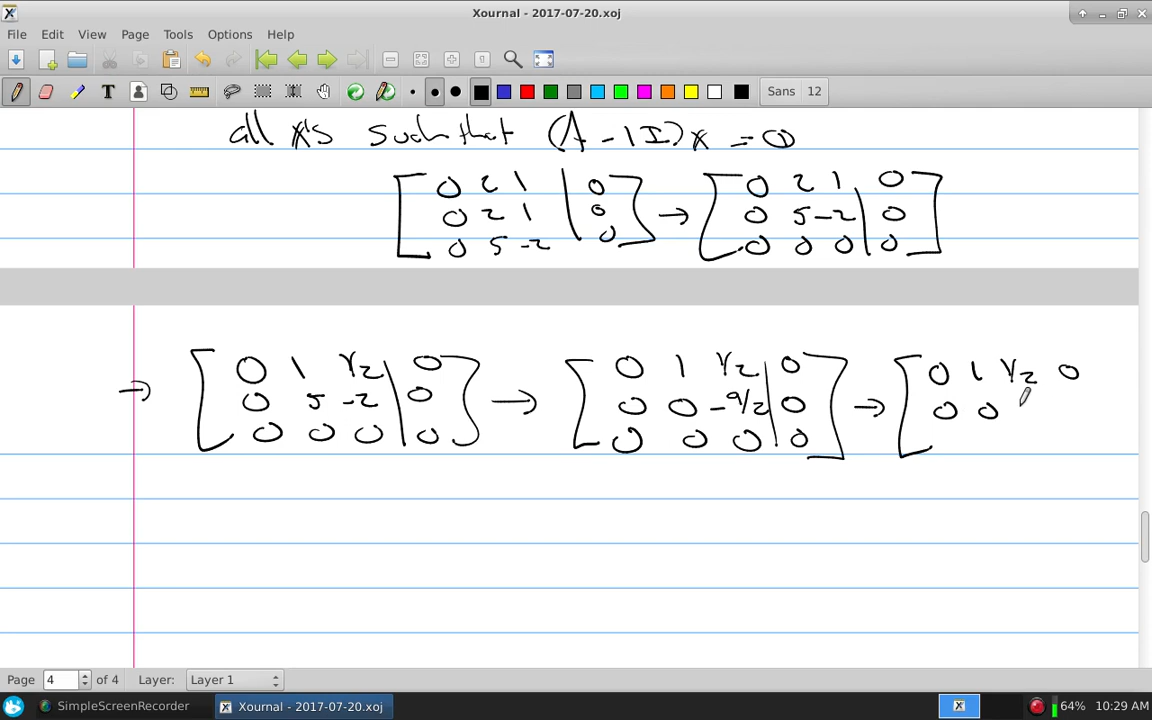 Xournal - 2017-07-20.xoj
File Edit View Page Tools Options Help
Sans 12
all x's such that (A - 1I)x = 0
[ 0 2 1 | 0 ] → [ 0 2 1 | 0 ]
[ 0 2 1 | 0 ] [ 0 5 -2 | 0 ]
[ 0 5 -2 | 0 ] [ 0 0 0 | 0 ]
→ [ 0 1 1/2 | 0 ] → [ 0 1 1/2 | 0 ] → [ 0 1 1/2 0
[ 0 5 -2 | 0 ] [ 0 0 -9/2 | 0 ] [ 0 0
[ 0 0 0 | 0 ] [ 0 0 0 | 0 ]
Page 4 of 4 Layer: Layer 1
SimpleScreenRecorder Xournal - 2017-07-20.xoj 64% 10:29 AM